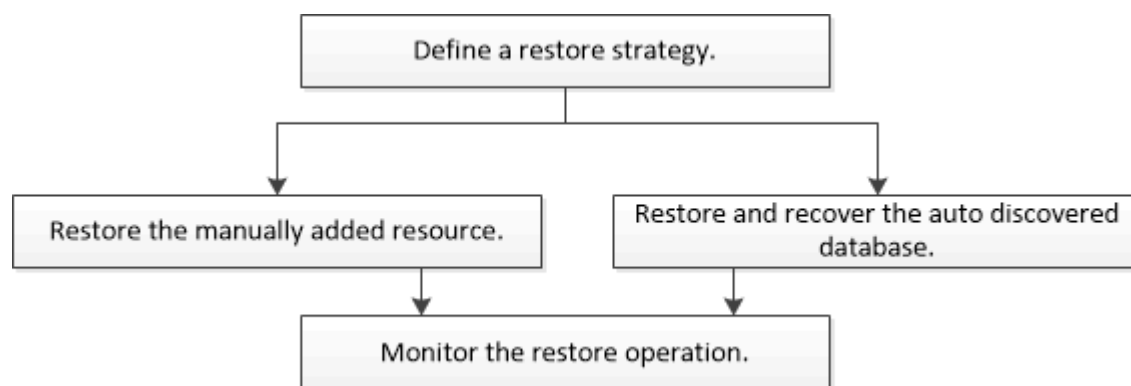 Define a restore strategy.
Restore the manually added resource.
Restore and recover the auto discovered
database.
Monitor the restore operation.